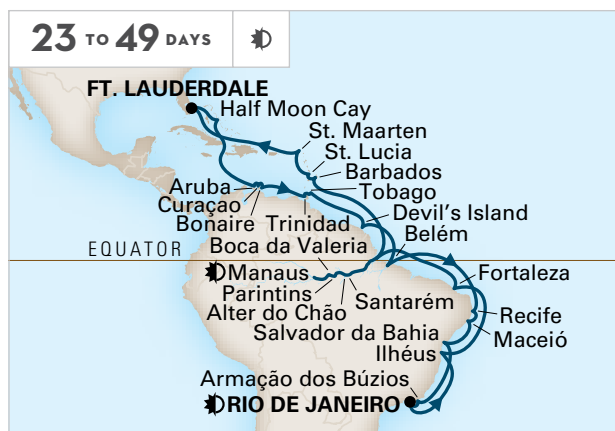 23 TO 49 DAYS
FT. LAUDERDALE
Half Moon Cay
St. Maarten
St. Lucia
Barbados
Aruba
Tobago
Curaçao
Bonaire
Trinidad
Devil's Island
Boca da Valeria
Belém
EQUATOR
Manaus
Fortaleza
Parintins
Santarém
Alter do Chão
Recife
Salvador da Bahia
Maceió
Ilhéus
Armação dos Búzios
RIO DE JANEIRO